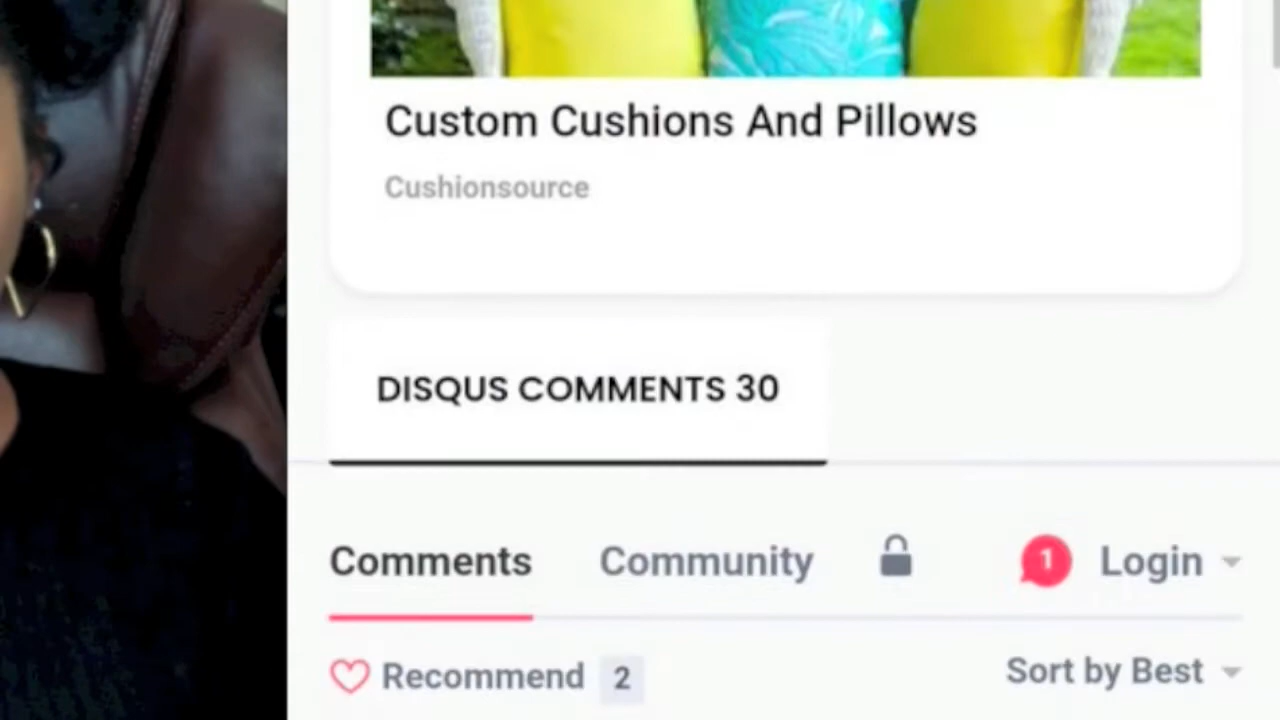 Custom Cushions And Pillows
Cushionsource
DISQUS COMMENTS 30
Comments Community 1 Login
Recommend 2 Sort by Best